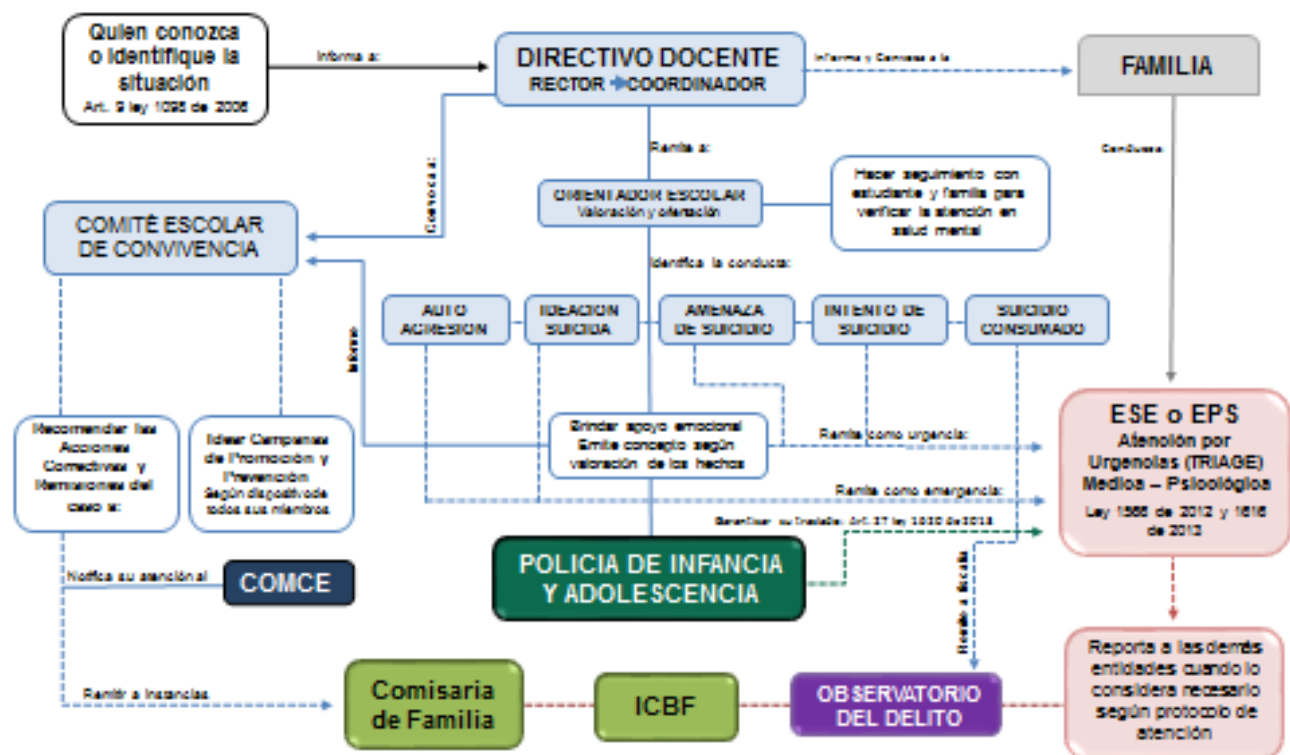 Quien conozca
o identifique la
situación
Art. 9 ley 1098 de 2006
Informa a:
DIRECTIVO DOCENTE
RECTOR COORDINADOR
Informa y Convoca a la
FAMILIA
Convoca a:
Remite a:
Conduce
ORIENTADOR ESCOLAR
Valoración y
Hacer seguimiento con
estudiante y familia para
verificar la atención en
salud mental
COMITÉ ESCOLAR
DE CONVIVENCIA
Identifica la conducta:
AUTO
AGRESION
IDEACION
SUICIDA
AMENAZA
DE SUICIDIO
INTENTO DE
SUICIDIO
SUICIDIO
CONSUMADO
Informe
Recomendar las
Acciones
Correctivas y
Remisiones del
caso a:
Idear Campañas
de Promoción y
Prevención
Según dispositivo de
todos sus miembros
Brindar apoyo emocional
Emite concepto según
valoración de los hechos
Remite como urgencia:
Remite como emergencia:
ESE o EPS
Atención por
Urgencias (TRIAGE)
Medica – Psicológica
Ley 1566 de 2012 y 1616
de 2013
Garantizar su traslado. Art.
POLICIA DE INFANCIA
Y ADOLESCENCIA
Notifica su atención al
COMCE
Remite a fiscalía
Remitir a instancias
Comisaria
de Familia
ICBF
OBSERVATORIO
DEL DELITO
Reporta a las demás
entidades cuando lo
considera necesario
según protocolo de
atención